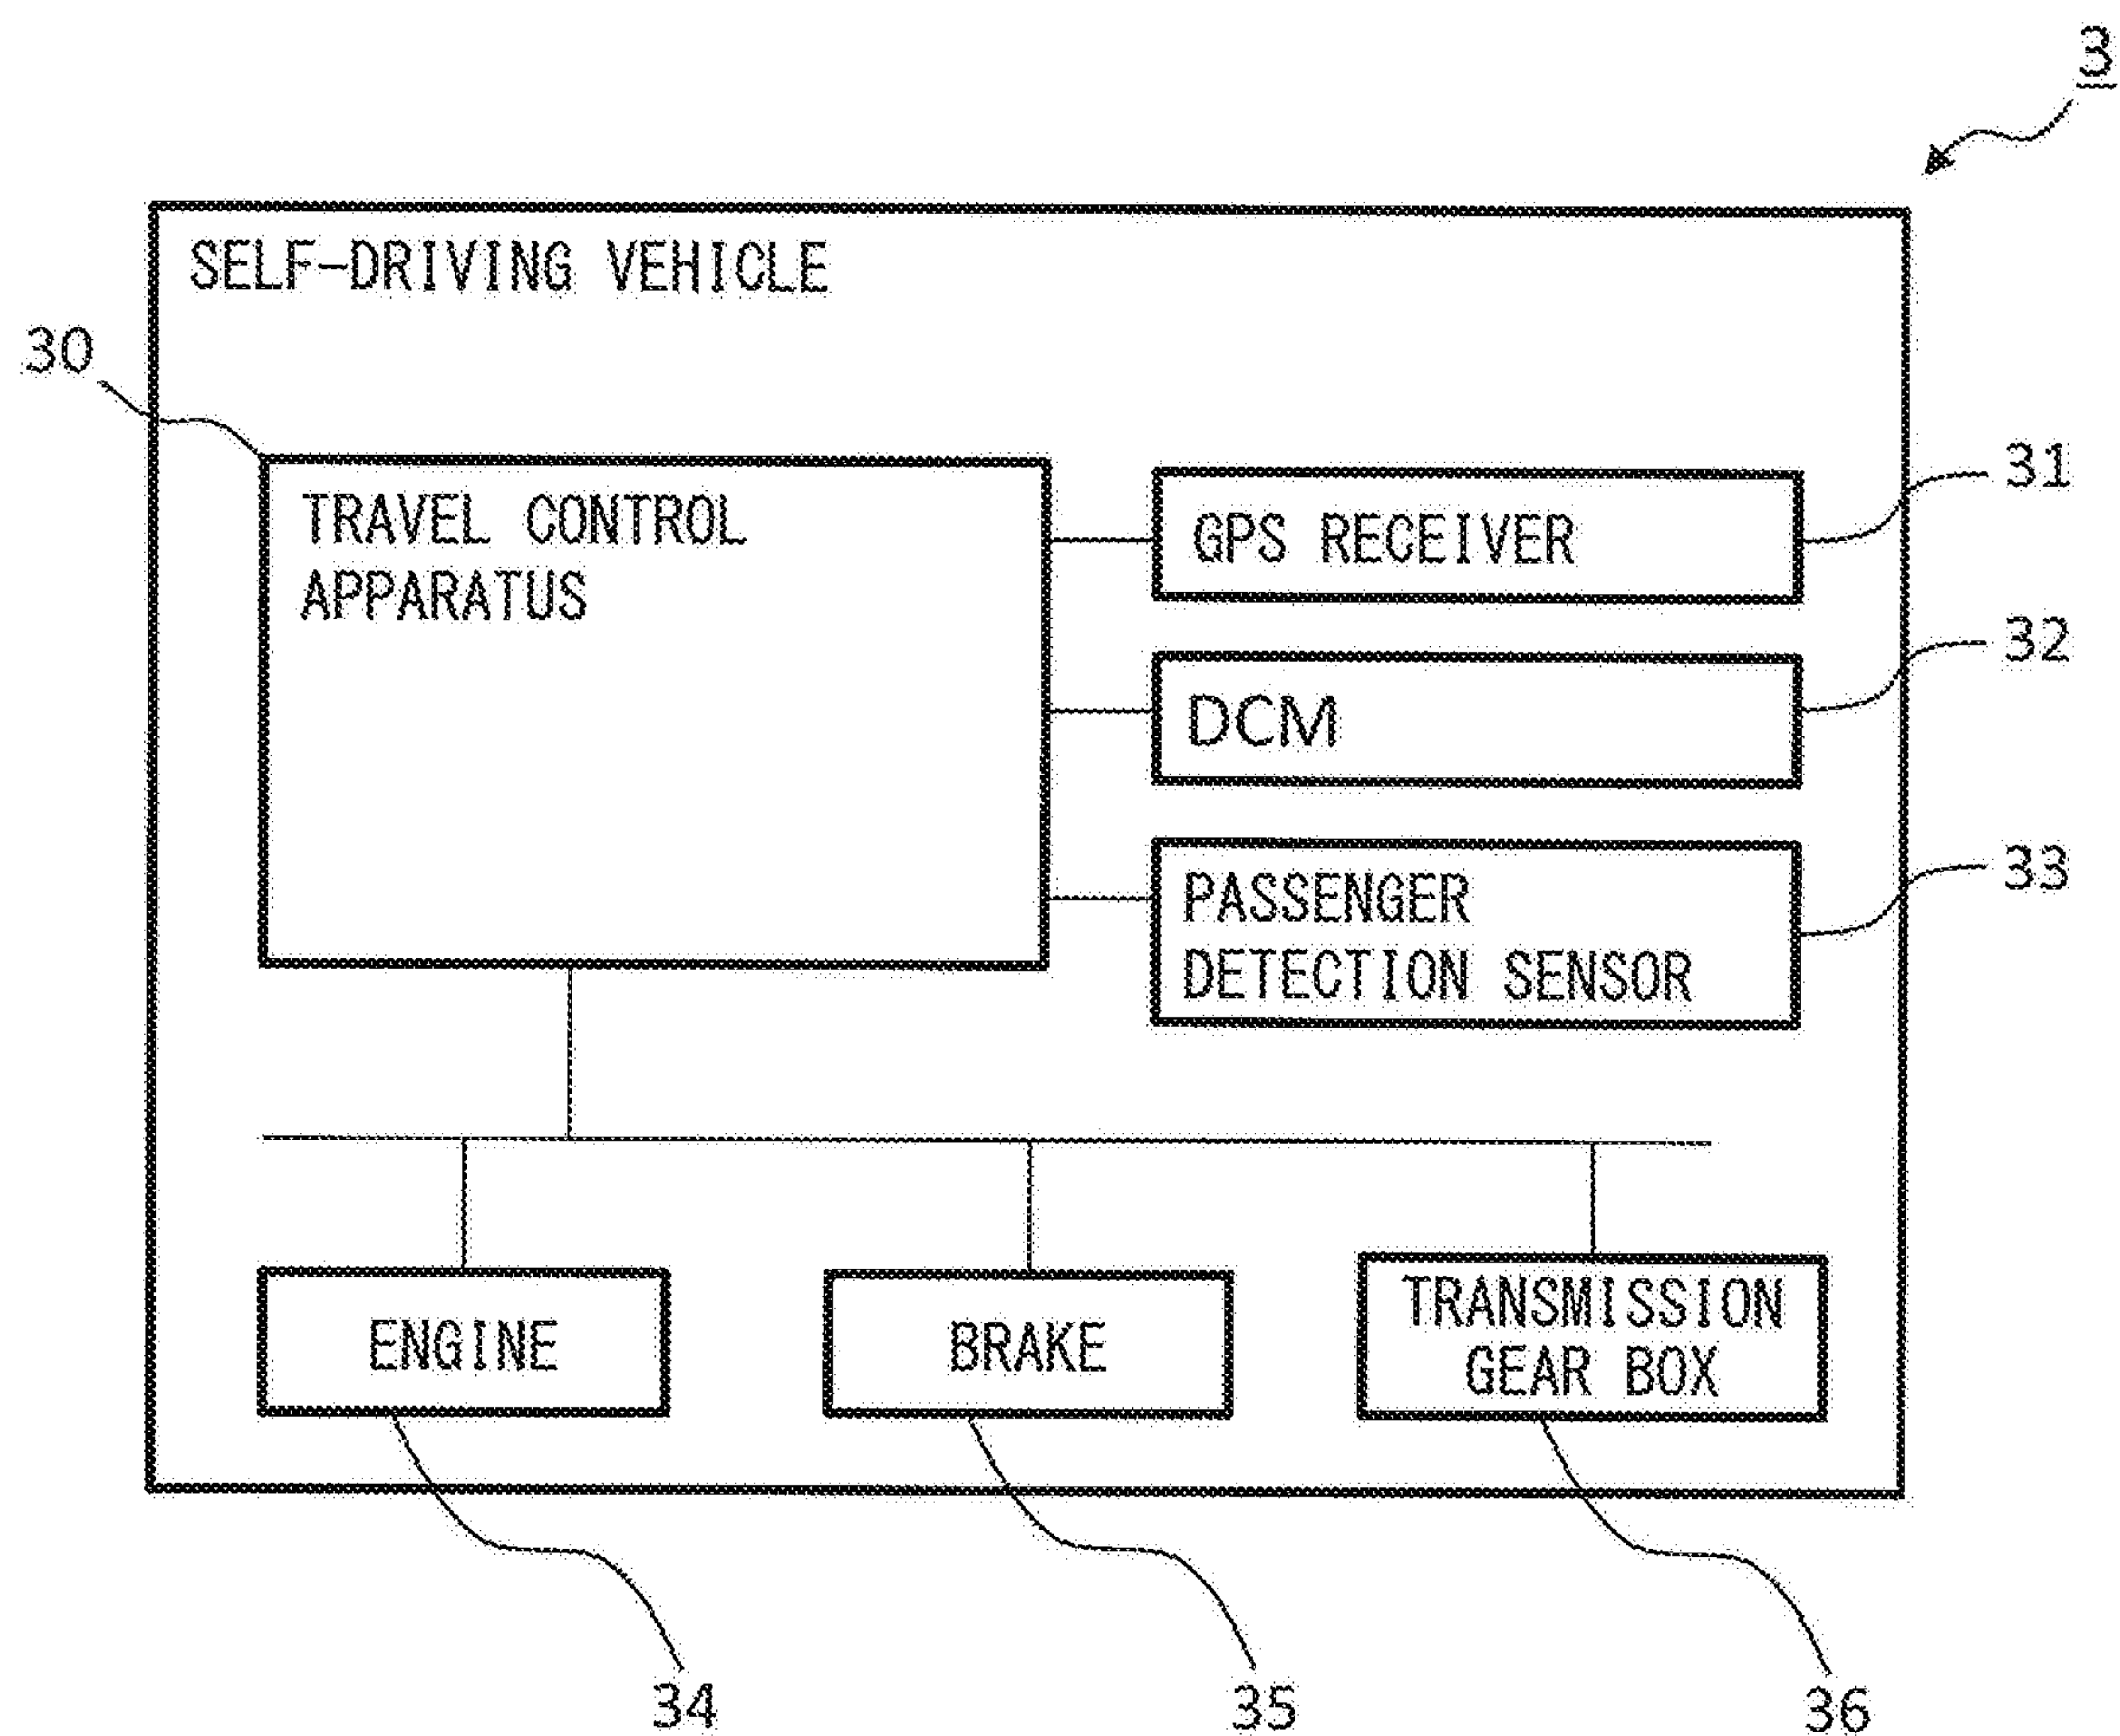 3
SELF-DRIVING VEHICLE
30
TRAVEL CONTROL
APPARATUS
GPS RECEIVER
31
DCM
32
PASSENGER
DETECTION SENSOR
33
ENGINE
BRAKE
TRANSMISSION
GEAR BOX
34
35
36